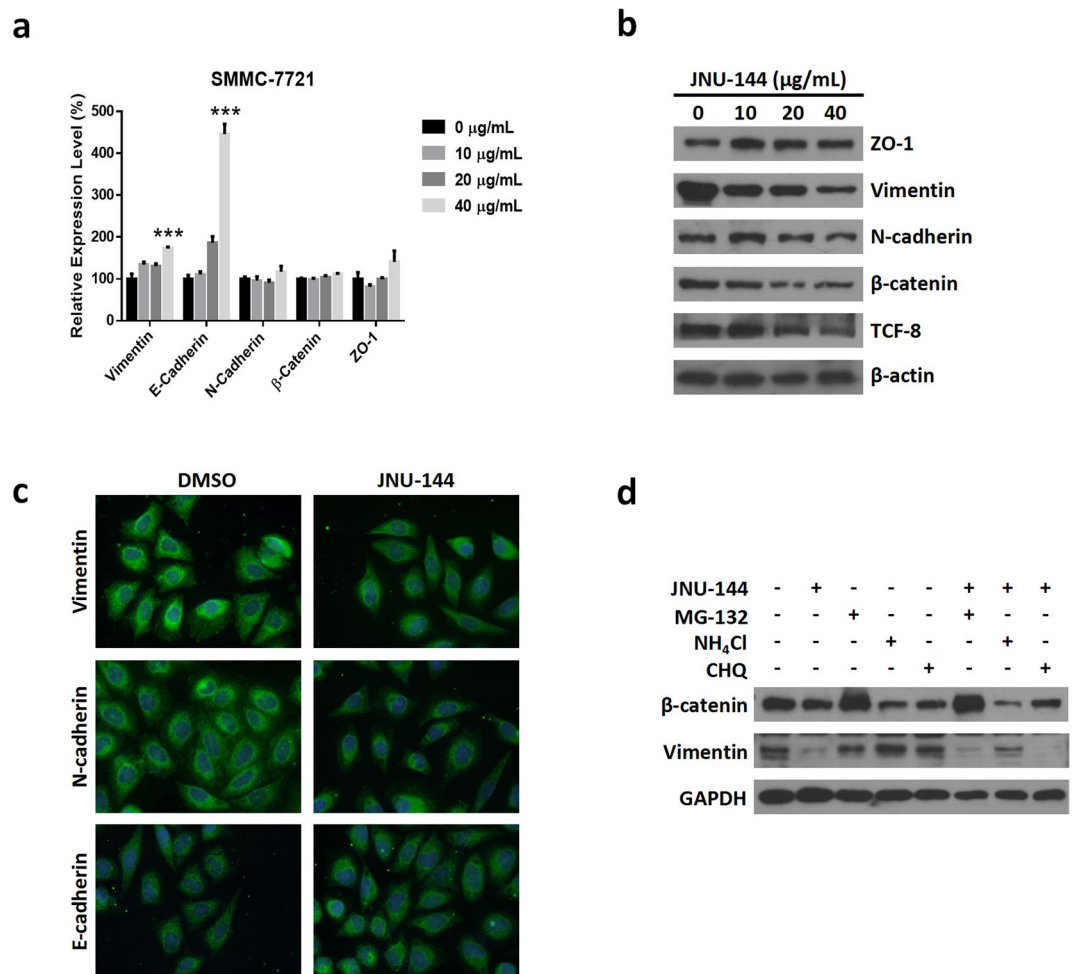 a
SMMC-7721
Relative Expression Level (%)
500
400
300
200
100
0
***
***
0 µg/mL
10 µg/mL
20 µg/mL
40 µg/mL
Vimentin
E-Cadherin
N-Cadherin
β-Catenin
ZO-1
b
JNU-144 (µg/mL)
0 10 20 40
ZO-1
Vimentin
N-cadherin
β-catenin
TCF-8
β-actin
c
DMSO JNU-144
Vimentin
N-cadherin
E-cadherin
d
JNU-144 - + - - - + + +
MG-132 - - + - - + - -
NH₄Cl - - - + - - + -
CHQ - - - - + - - +
β-catenin
Vimentin
GAPDH